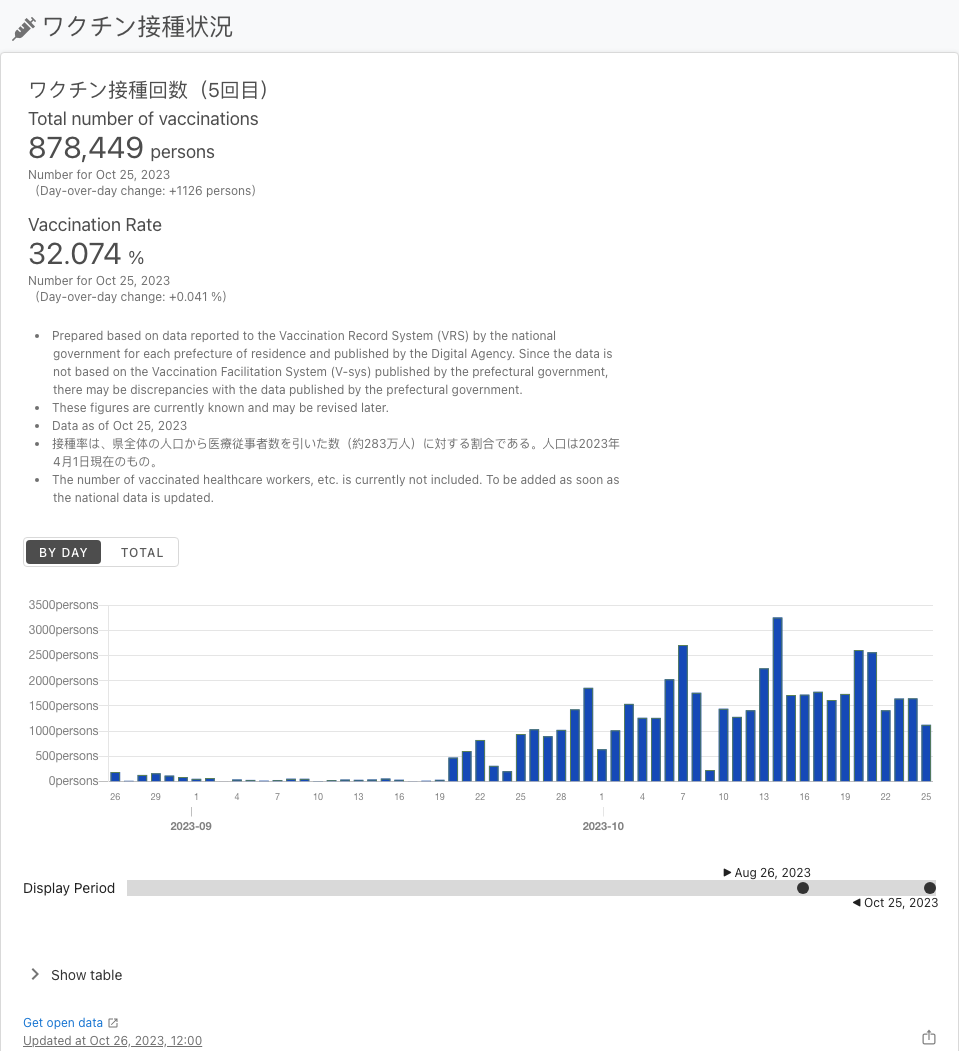 ワクチン接種状況
ワクチン接種回数（5回目）
Total number of vaccinations
878,449 persons
Number for Oct 25, 2023
（Day-over-day change: +1126 persons）
Vaccination Rate
32.074 %
Number for Oct 25, 2023
（Day-over-day change: +0.041 %）
• Prepared based on data reported to the Vaccination Record System (VRS) by the national
government for each prefecture of residence and published by the Digital Agency. Since the data is
not based on the Vaccination Facilitation System (V-sys) published by the prefectural government,
there may be discrepancies with the data published by the prefectural government.
• These figures are currently known and may be revised later.
• Data as of Oct 25, 2023
• 接種率は、県全体の人口から医療従事者数を引いた数（約283万人）に対する割合である。人口は2023年
4月1日現在のもの。
• The number of vaccinated healthcare workers, etc. is currently not included. To be added as soon as
the national data is updated.
BY DAY TOTAL
3500persons
3000persons
2500persons
2000persons
1500persons
1000persons
500persons
0persons
26 29 1 4 7 10 13 16 19 22 25 28 1 4 7 10 13 16 19 22 25
2023-09 2023-10
Aug 26, 2023
Display Period
Oct 25, 2023
Show table
Get open data
Updated at Oct 26, 2023, 12:00